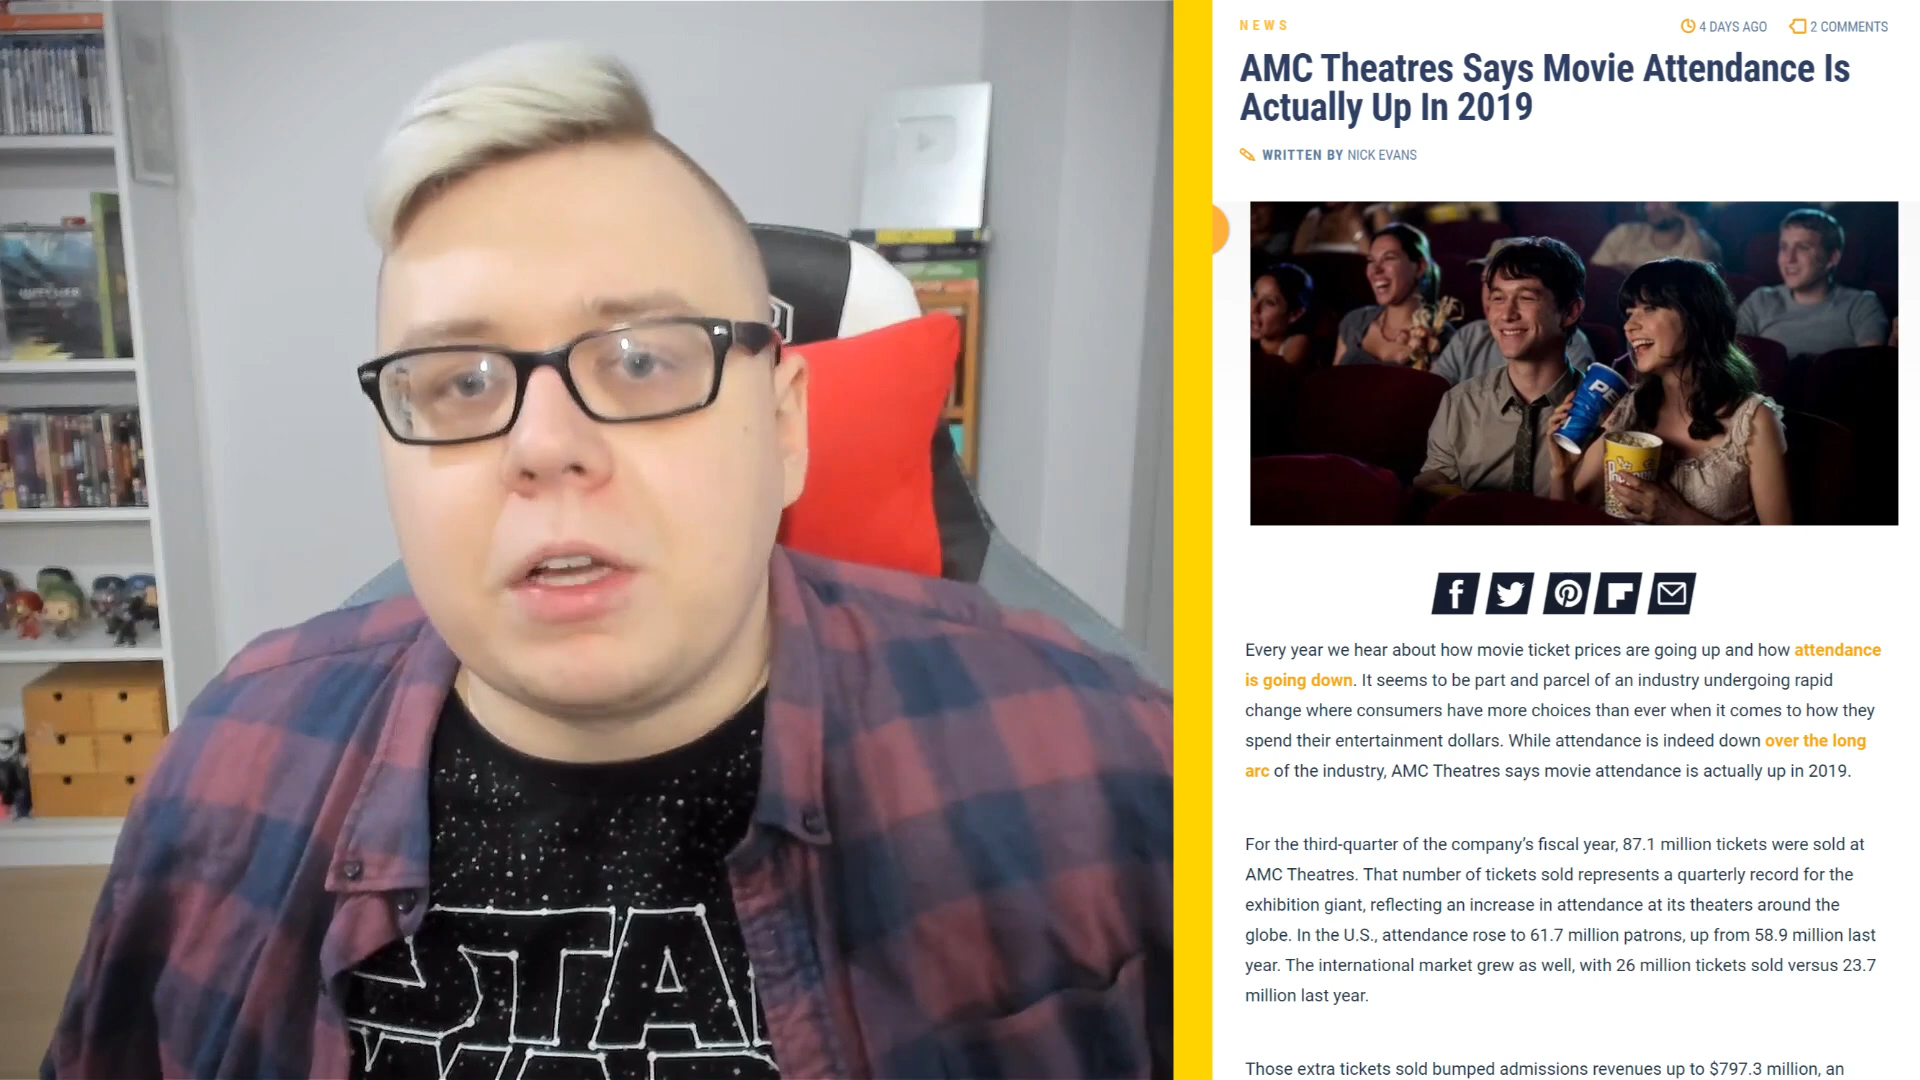 NEWS
4 DAYS AGO
2 COMMENTS
AMC Theatres Says Movie Attendance Is
Actually Up In 2019
WRITTEN BY NICK EVANS
Every year we hear about how movie ticket prices are going up and how attendance
is going down. It seems to be part and parcel of an industry undergoing rapid
change where consumers have more choices than ever when it comes to how they
spend their entertainment dollars. While attendance is indeed down over the long
arc of the industry, AMC Theatres says movie attendance is actually up in 2019.
For the third-quarter of the company’s fiscal year, 87.1 million tickets were sold at
AMC Theatres. That number of tickets sold represents a quarterly record for the
exhibition giant, reflecting an increase in attendance at its theaters around the
globe. In the U.S., attendance rose to 61.7 million patrons, up from 58.9 million last
year. The international market grew as well, with 26 million tickets sold versus 23.7
million last year.
Those extra tickets sold bumped admissions revenues up to $797.3 million, an
STA